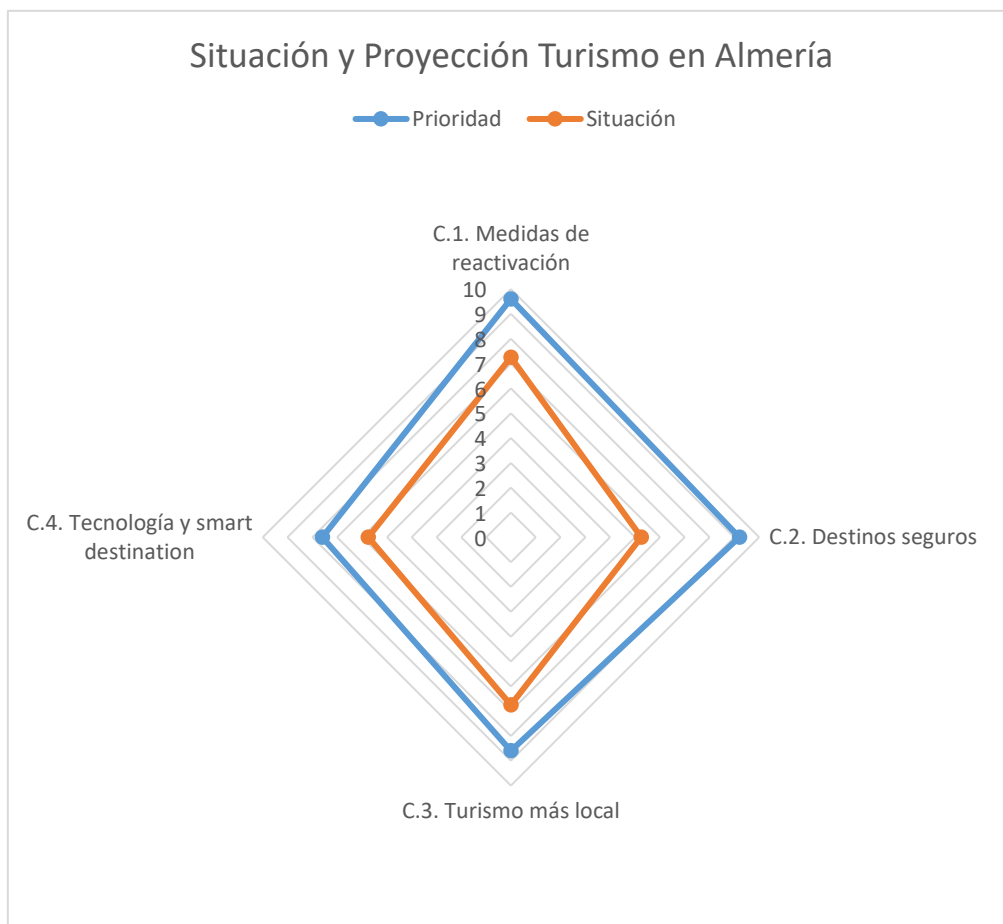 Situación y Proyección Turismo en Almería
Prioridad
Situación
C.1. Medidas de
reactivación
10
9
8
7
6
5
4
3
2
1
0
C.4. Tecnología y smart
destination
C.2. Destinos seguros
C.3. Turismo más local